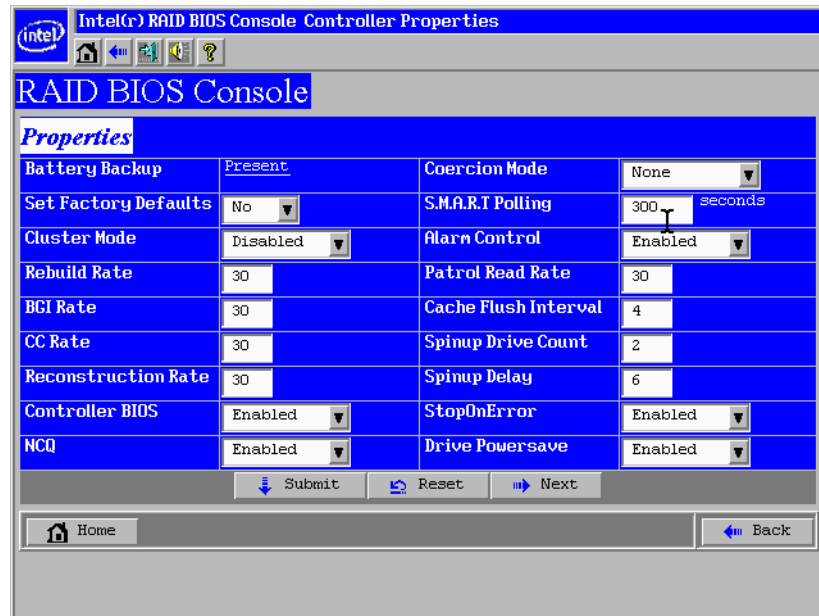 Intel(r) RAID BIOS Console Controller Properties
intel
RAID BIOS Console
Properties
Battery Backup Present Coercion Mode None
Set Factory Defaults No S.M.A.R.T Polling 300 seconds
Cluster Mode Disabled Alarm Control Enabled
Rebuild Rate 30 Patrol Read Rate 30
BGI Rate 30 Cache Flush Interval 4
CC Rate 30 Spinup Drive Count 2
Reconstruction Rate 30 Spinup Delay 6
Controller BIOS Enabled StopOnError Enabled
NCQ Enabled Drive Powersave Enabled
Submit Reset Next
Home Back